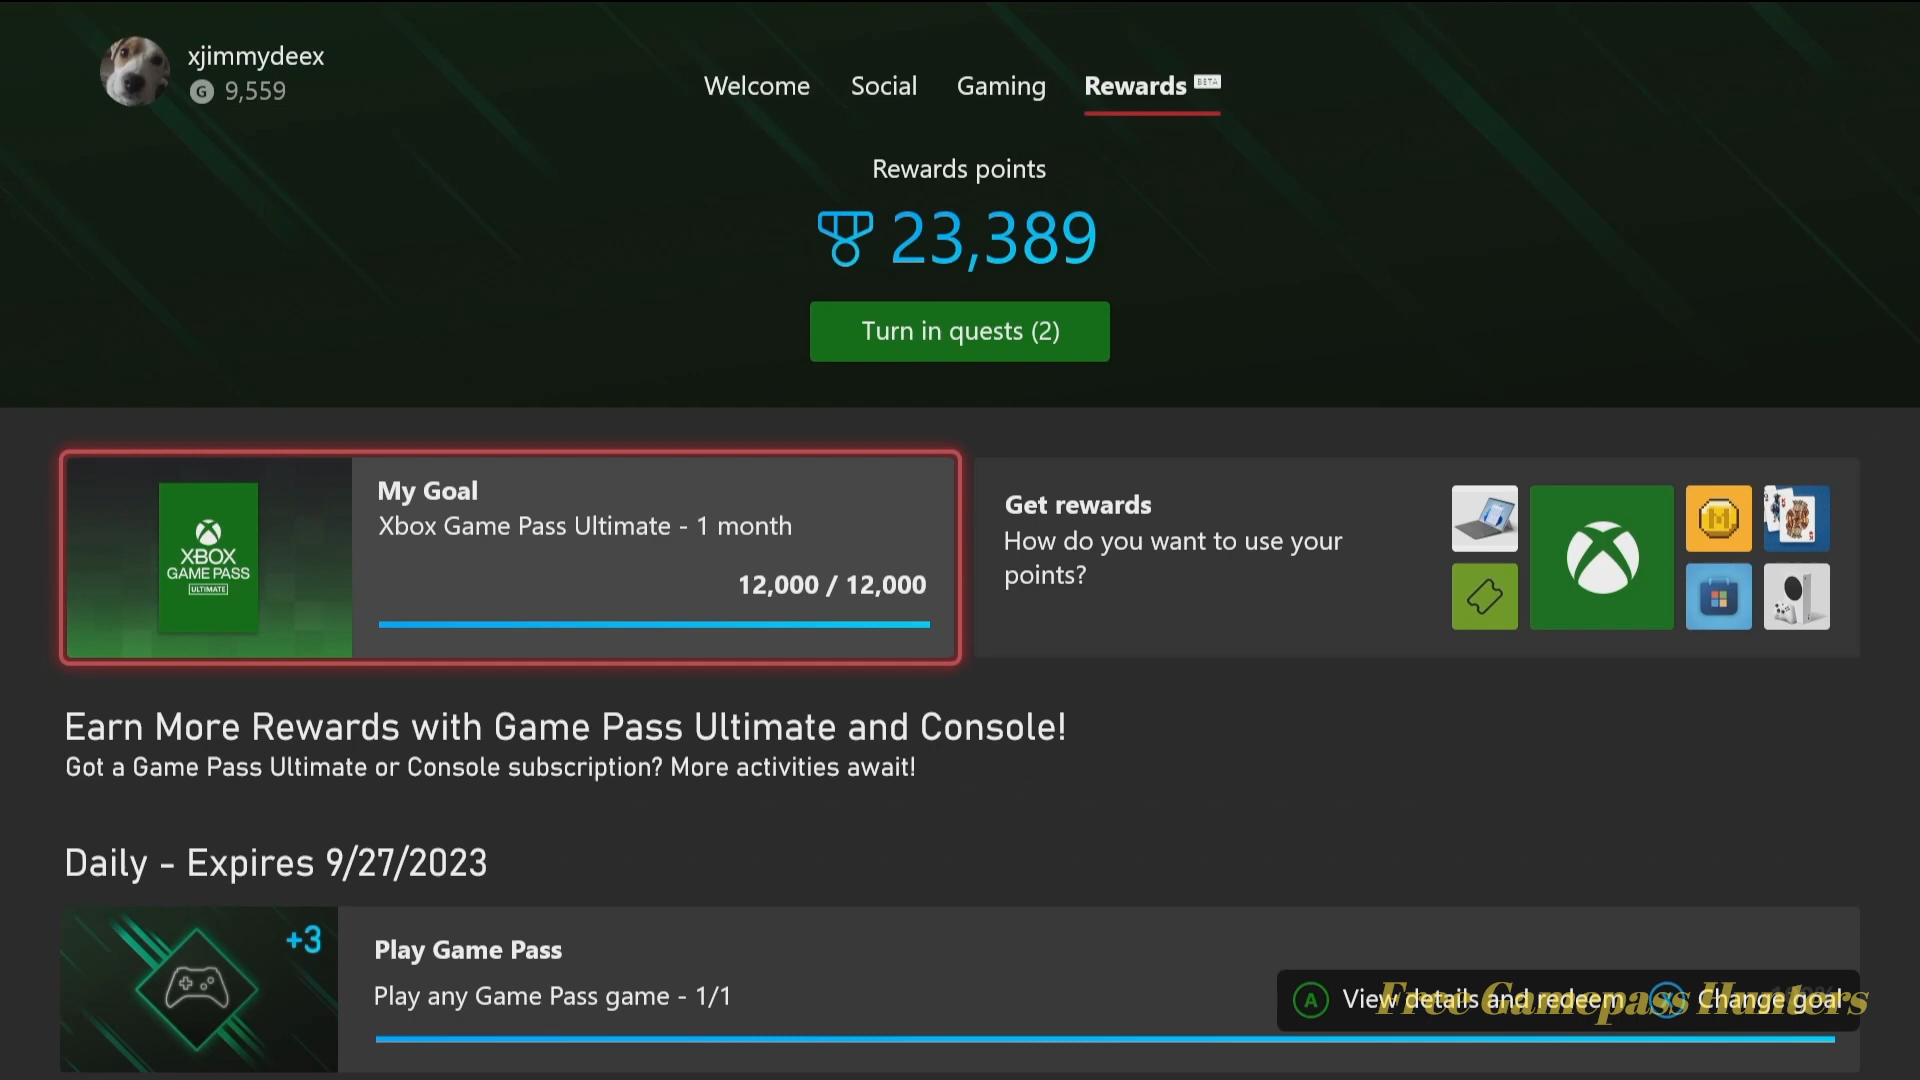 xjimmydeex
G 9,559
Welcome Social Gaming Rewards BETA
Rewards points
23,389
Turn in quests (2)
My Goal
Xbox Game Pass Ultimate - 1 month
12,000 / 12,000
XBOX
GAME PASS
ULTIMATE
Get rewards
How do you want to use your
points?
Earn More Rewards with Game Pass Ultimate and Console!
Got a Game Pass Ultimate or Console subscription? More activities await!
Daily - Expires 9/27/2023
+3
Play Game Pass
Play any Game Pass game - 1/1
A View details and redeem X Change goal
Free Gamepass Hunters